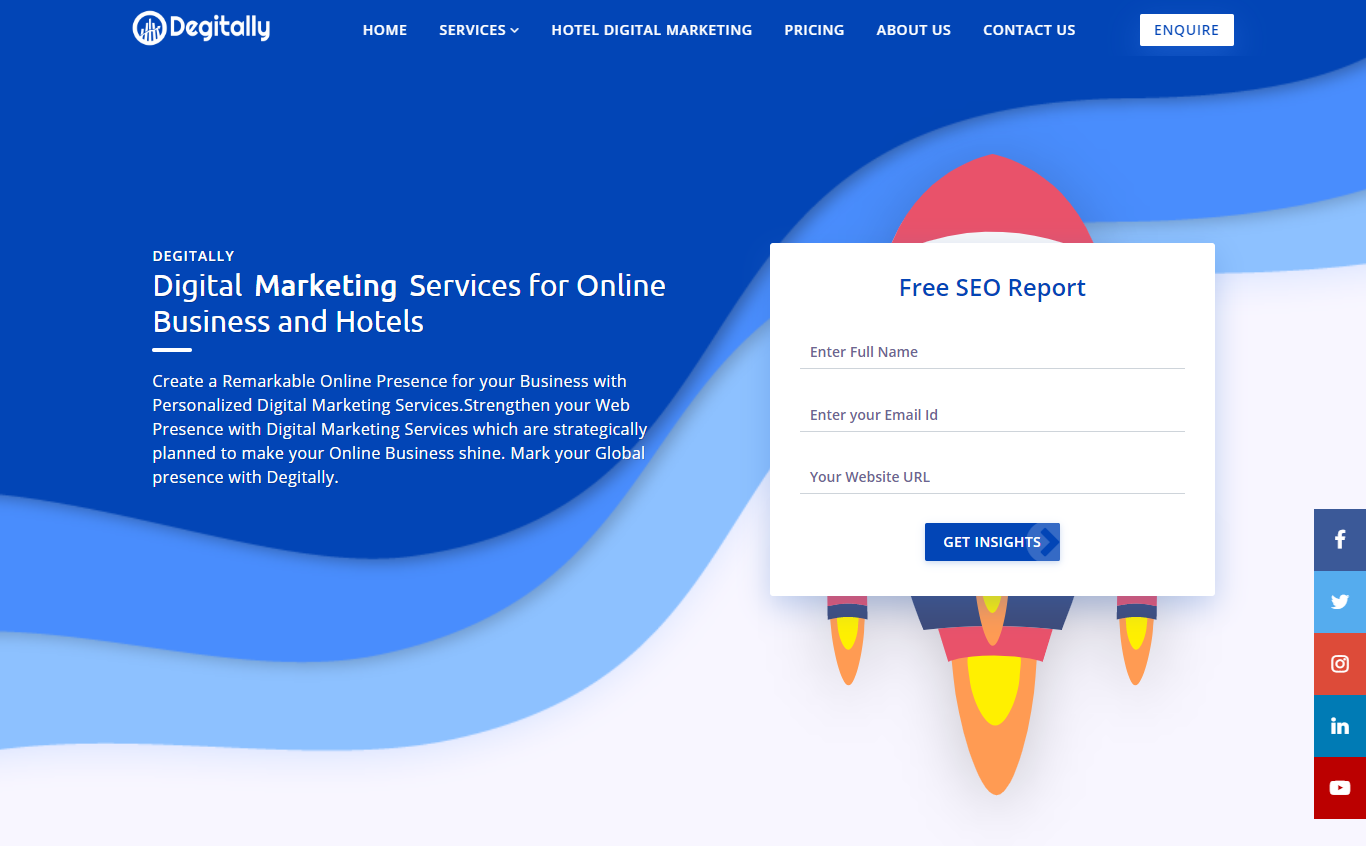 Degitally
HOME SERVICES HOTEL DIGITAL MARKETING PRICING ABOUT US CONTACT US ENQUIRE
DEGITALLY
Digital Marketing Services for Online
Business and Hotels
Create a Remarkable Online Presence for your Business with
Personalized Digital Marketing Services.Strengthen your Web
Presence with Digital Marketing Services which are strategically
planned to make your Online Business shine. Mark your Global
presence with Degitally.
Free SEO Report
Enter Full Name
Enter your Email Id
Your Website URL
GET INSIGHTS